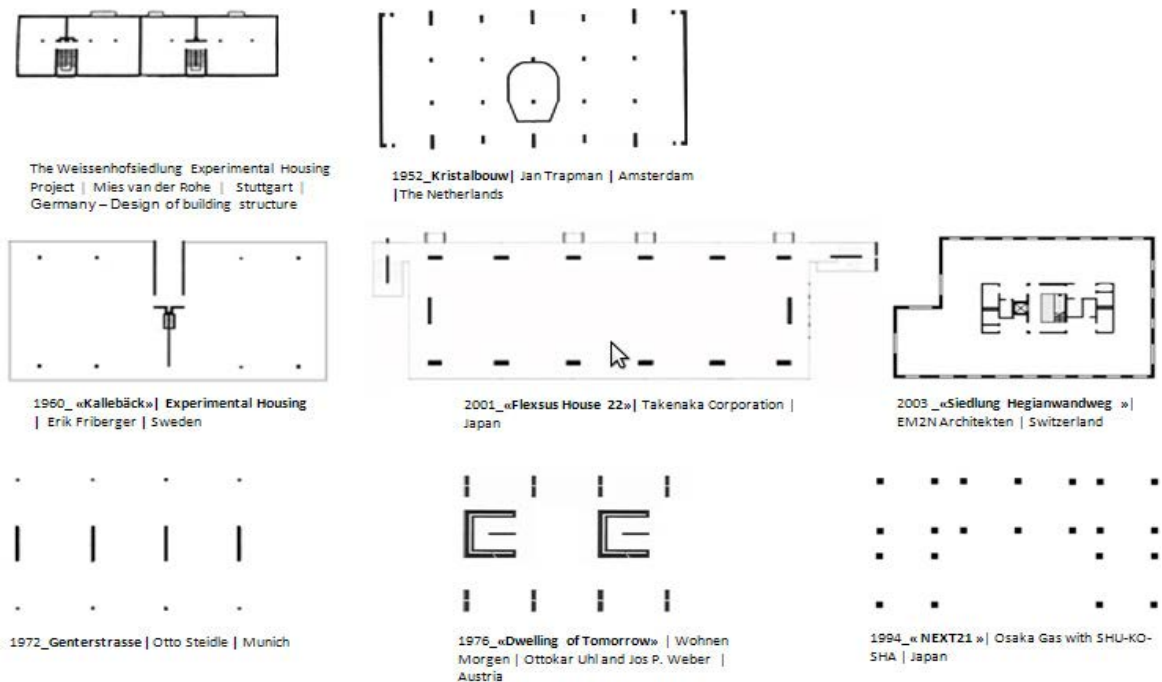 The Weissenhofsiedlung Experimental Housing
Project | Mies van der Rohe | Stuttgart |
Germany – Design of building structure
1952_Kristalbouw| Jan Trapman | Amsterdam
|The Netherlands
1960_ «Kallebäck»| Experimental Housing
| Erik Friberger | Sweden
2001_«Flexsus House 22»| Takenaka Corporation |
Japan
2003 _«Siedlung Hegianwandweg »|
EM2N Architekten | Switzerland
1972_Genterstrasse | Otto Steidle | Munich
1976_«Dwelling of Tomorrow» | Wohnen
Morgen | Ottokar Uhl and Jos P. Weber |
Austria
1994_« NEXT21 »| Osaka Gas with SHU-KO-
SHA | Japan